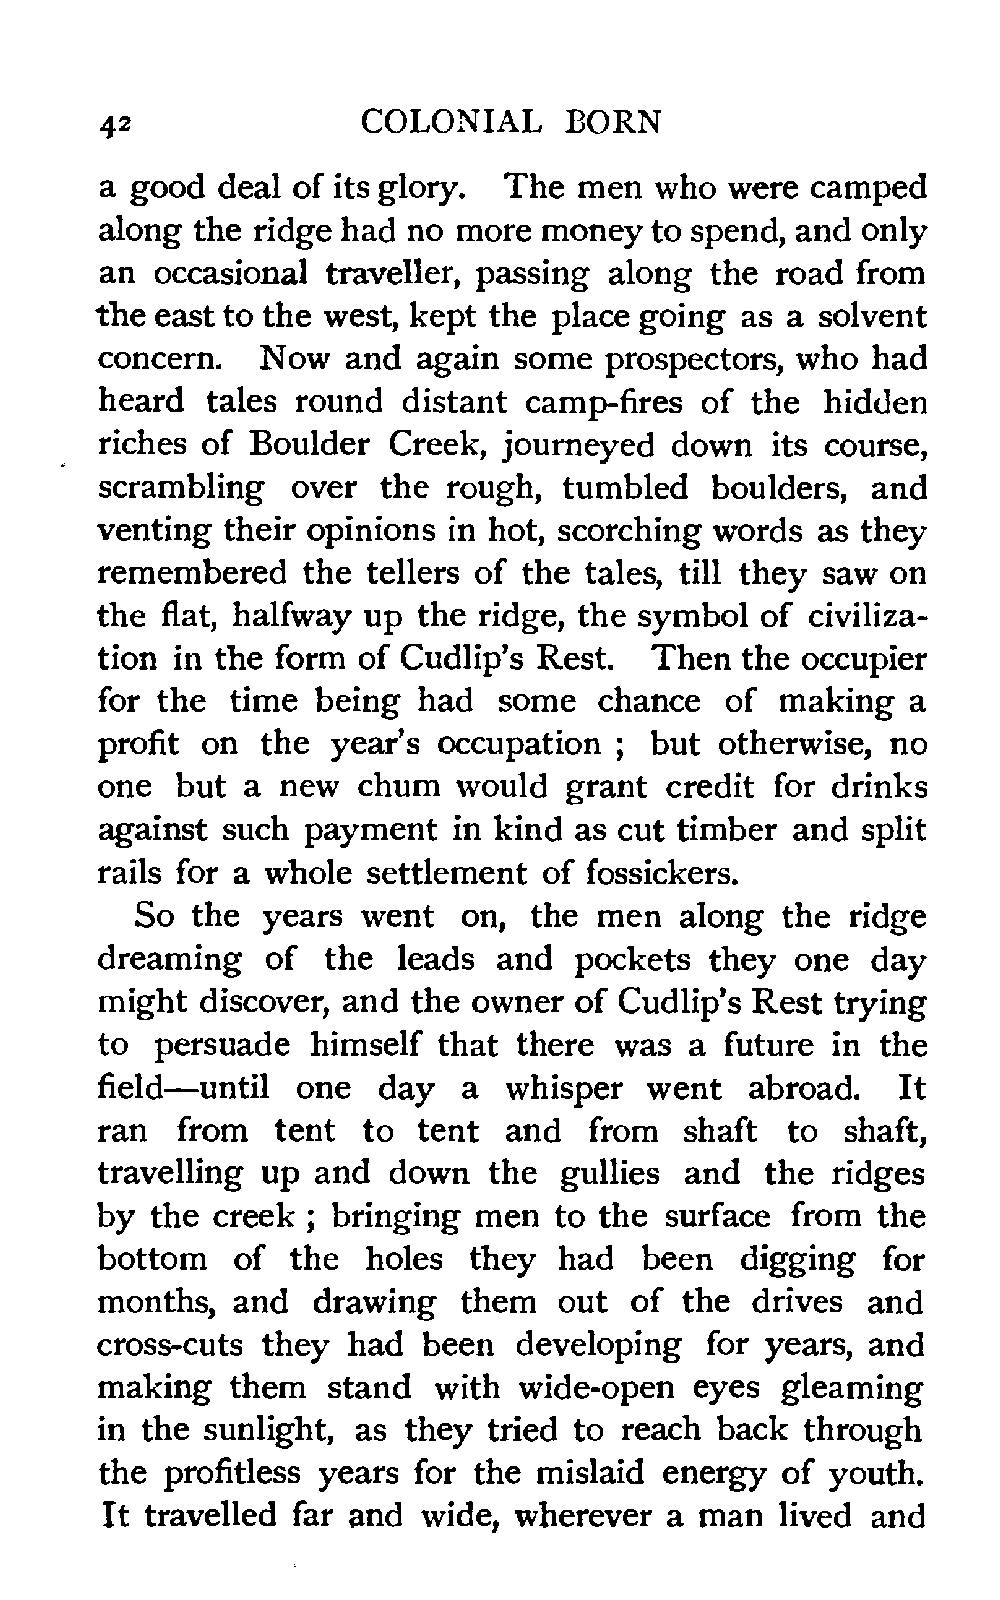 42 COLONIAL BORN
a good deal of its glory. The men who were camped
along the ridge had no more money to spend, and only
an occasional traveller, passing along the road from
the east to the west, kept the place going as a solvent
concern. Now and again some prospectors, who had
heard tales round distant camp-fires of the hidden
riches of Boulder Creek, journeyed down its course,
scrambling over the rough, tumbled boulders, and
venting their opinions in hot, scorching words as they
remembered the tellers of the tales, till they saw on
the flat, halfway up the ridge, the symbol of civiliza-
tion in the form of Cudlip's Rest. Then the occupier
for the time being had some chance of making a
profit on the year's occupation ; but otherwise, no
one but a new chum would grant credit for drinks
against such payment in kind as cut timber and split
rails for a whole settlement of fossickers.
So the years went on, the men along the ridge
dreaming of the leads and pockets they one day
might discover, and the owner of Cudlip's Rest trying
to persuade himself that there was a future in the
field—until one day a whisper went abroad. It
ran from tent to tent and from shaft to shaft,
travelling up and down the gullies and the ridges
by the creek ; bringing men to the surface from the
bottom of the holes they had been digging for
months, and drawing them out of the drives and
cross-cuts they had been developing for years, and
making them stand with wide-open eyes gleaming
in the sunlight, as they tried to reach back through
the profitless years for the mislaid energy of youth.
It travelled far and wide, wherever a man lived and